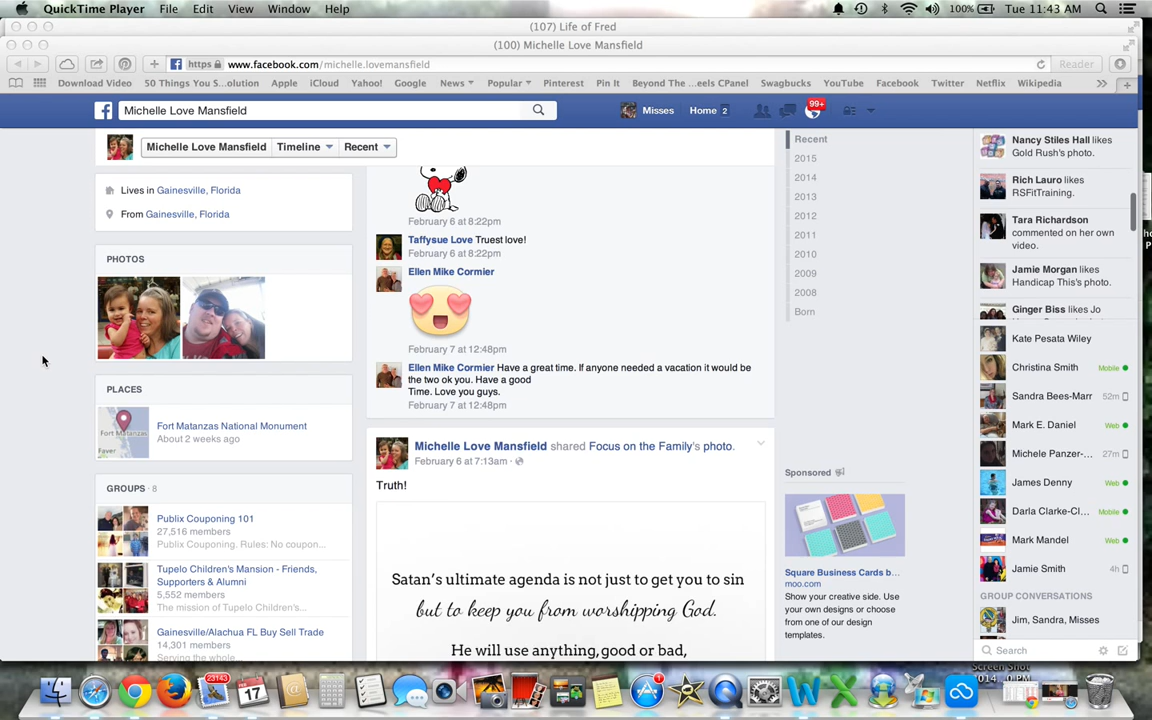 QuickTime Player File Edit View Window Help 100% Tue 11:43 AM
(107) Life of Fred
(100) Michelle Love Mansfield
https www.facebook.com/michelle.lovemansfield Reader
Download Video 50 Things You S...olution Apple iCloud Yahoo! Google News Popular Pinterest Pin It Beyond The ...eels CPanel Swagbucks YouTube Facebook Twitter Netflix Wikipedia
Michelle Love Mansfield Misses Home 2 99+
Michelle Love Mansfield Timeline Recent
Lives in Gainesville, Florida
From Gainesville, Florida
PHOTOS
PLACES
Fort Matanzas
Faver
Fort Matanzas National Monument
About 2 weeks ago
GROUPS · 8
Publix Couponing 101
27,516 members
Publix Couponing. Rules: No coupon...
Tupelo Children's Mansion - Friends,
Supporters & Alumni
5,552 members
The mission of Tupelo Children's...
Gainesville/Alachua FL Buy Sell Trade
14,301 members
Serving the whole...
February 6 at 8:22pm
Taffysue Love Truest love!
February 6 at 8:22pm
Ellen Mike Cormier
February 7 at 12:48pm
Ellen Mike Cormier Have a great time. If anyone needed a vacation it would be
the two ok you. Have a good
Time. Love you guys.
February 7 at 12:48pm
Michelle Love Mansfield shared Focus on the Family's photo.
February 6 at 7:13am ·
Truth!
Satan's ultimate agenda is not just to get you to sin
but to keep you from worshipping God.
He will use anything, good or bad,
Recent
2015
2014
2013
2012
2011
2010
2009
2008
Born
Sponsored
Square Business Cards b...
moo.com
Show your creative side. Use
your own designs or choose
from one of our design
templates.
Nancy Stiles Hall likes
Gold Rush's photo.
Rich Lauro likes
RSFitTraining.
Tara Richardson
commented on her own
video.
Jamie Morgan likes
Handicap This's photo.
Ginger Biss likes Jo
Kate Pesata Wiley
Christina Smith Mobile
Sandra Bees-Marr 52m
Mark E. Daniel Web
Michele Panzer-... 27m
James Denny Web
Darla Clarke-Cl... Mobile
Mark Mandel Web
Jamie Smith 4h
GROUP CONVERSATIONS
Jim, Sandra, Misses
Search
Screen Shot
2014...0 PM
23143
FEB
17
1